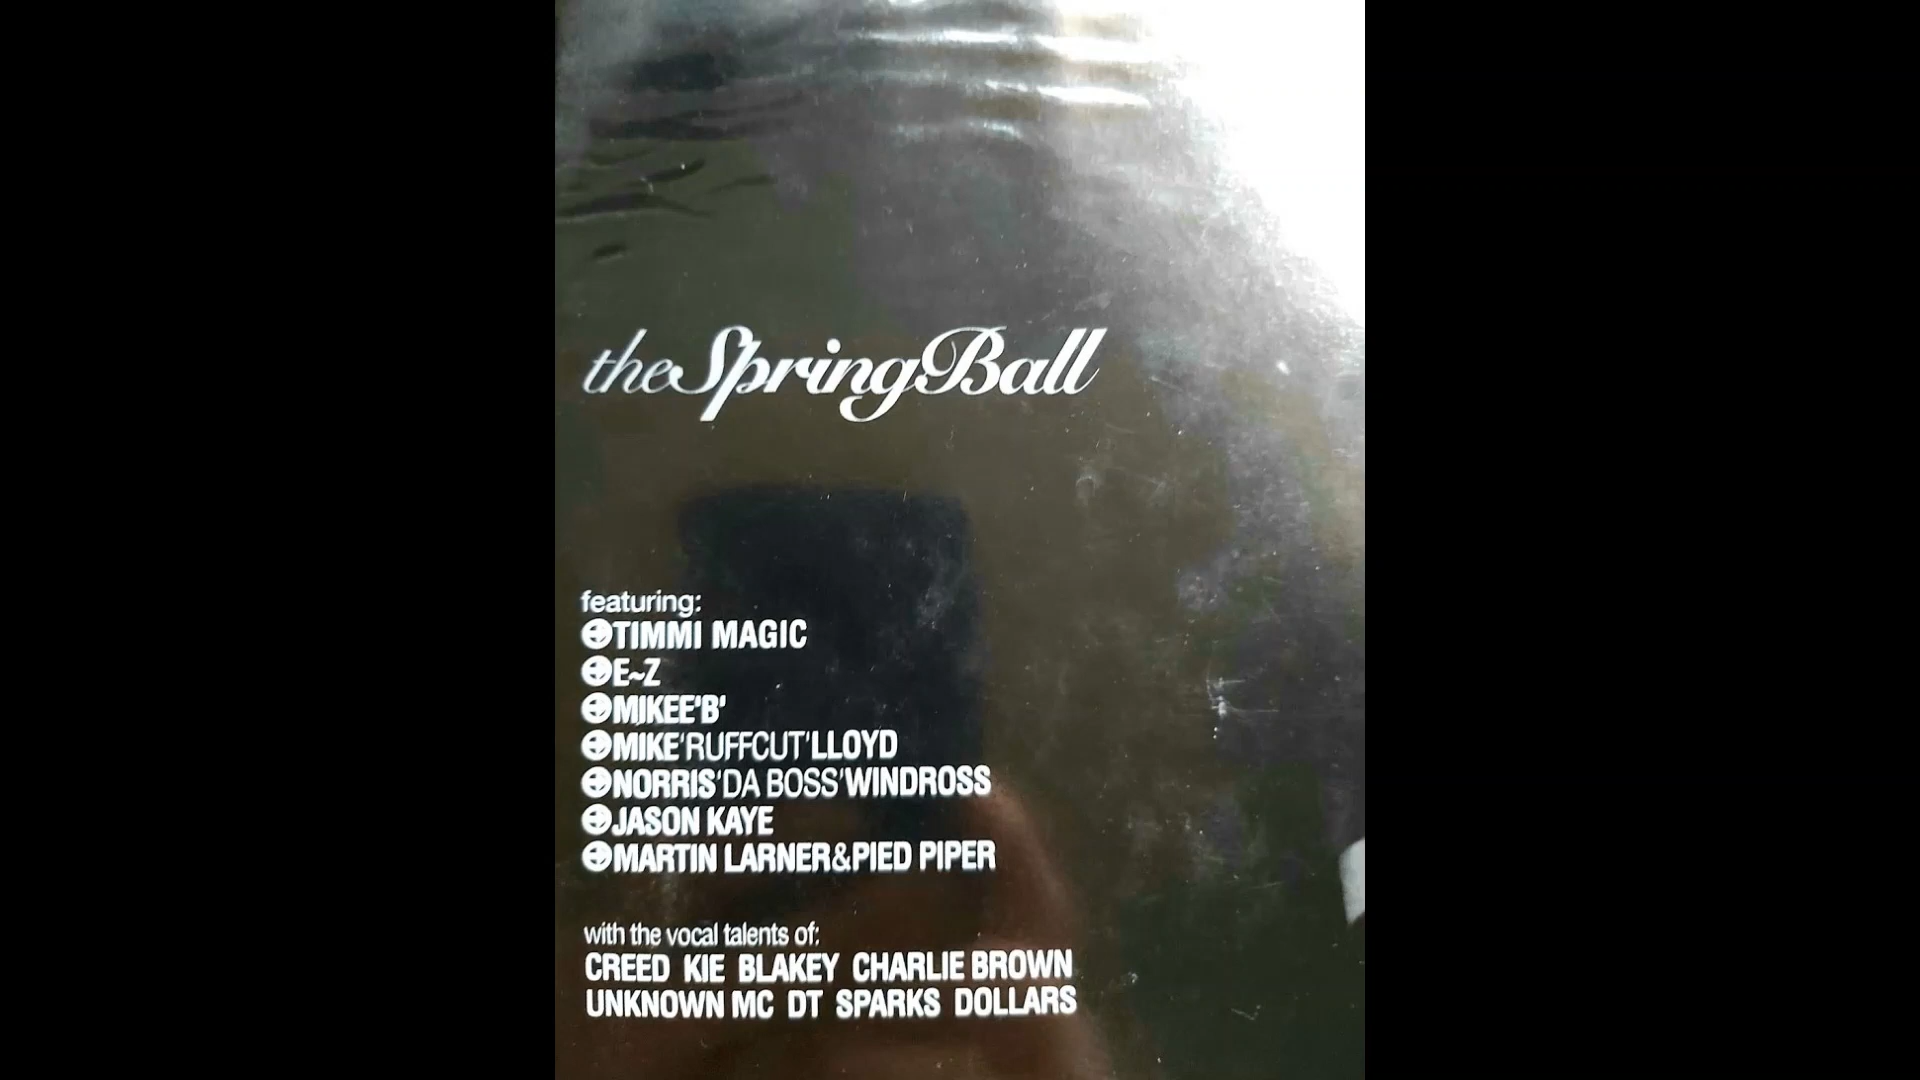 the Spring Ball
featuring:
TIMMI MAGIC
E~Z
MIKEE'B'
MIKE'RUFFCUT'LLOYD
NORRIS'DA BOSS'WINDROSS
JASON KAYE
MARTIN LARNER&PIED PIPER
with the vocal talents of:
CREED KIE BLAKEY CHARLIE BROWN
UNKNOWN MC DT SPARKS DOLLARS